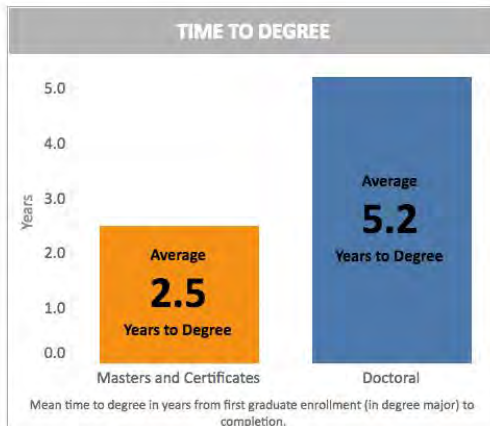 TIME TO DEGREE
5.0
4.0
3.0
2.0
1.0
0.0
Years
Average
2.5
Years to Degree
Average
5.2
Years to Degree
Masters and Certificates
Doctoral
Mean time to degree in years from first graduate enrollment (in degree major) to
completion.